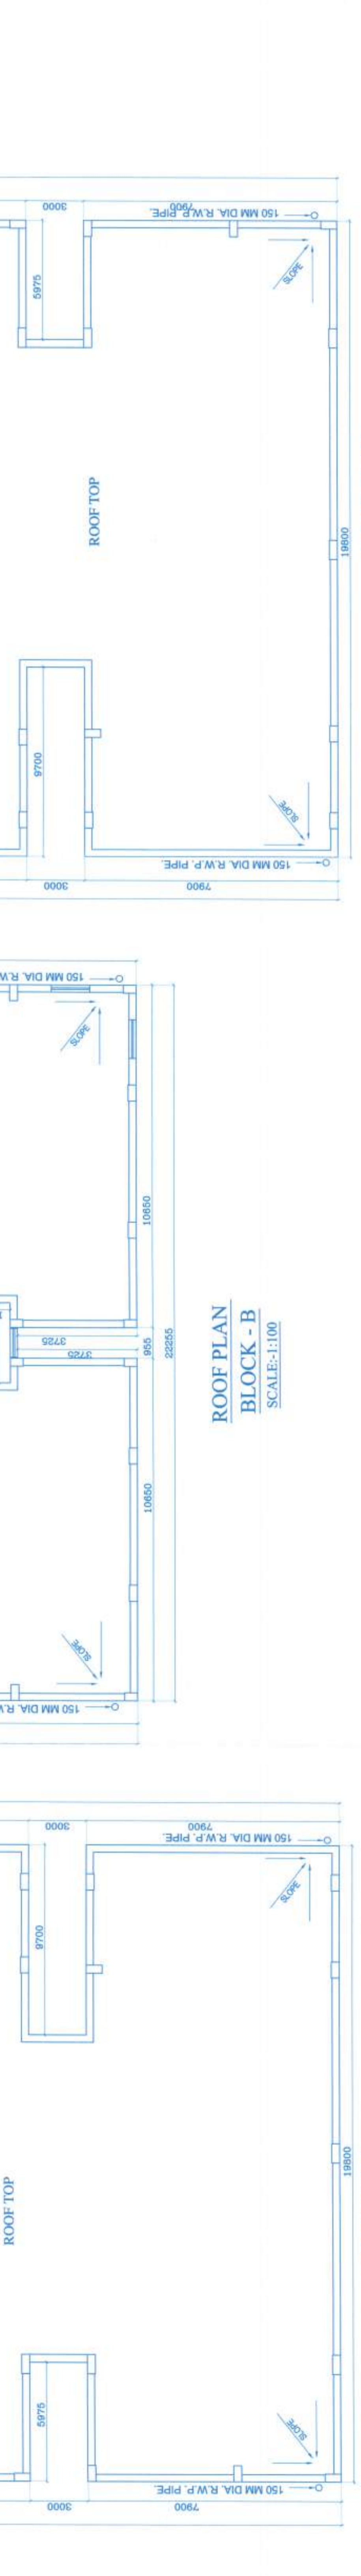 3000
7900
150 MM DIA. R.W.P. PIPE.
5975
SLOPE
ROOF TOP
19800
9700
SLOPE
150 MM DIA. R.W.P. PIPE.
3000
7900
150 MM DIA. R.W
SLOPE
10650
3725
3725
955
22255
ROOF PLAN
BLOCK - B
SCALE:-1:100
10650
SLOPE
150 MM DIA. R.W
3000
7900
150 MM DIA. R.W.P. PIPE.
9700
SLOPE
ROOF TOP
19800
5975
SLOPE
150 MM DIA. R.W.P. PIPE.
3000
7900